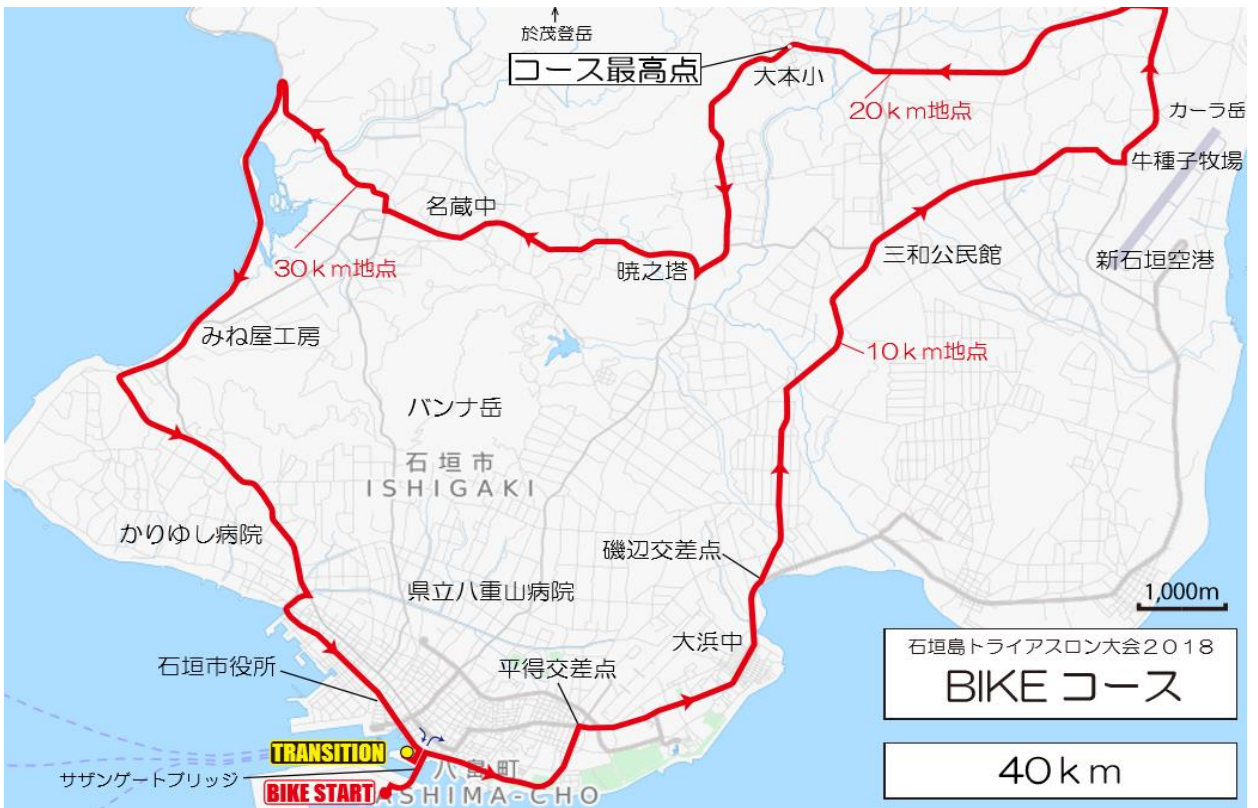 於茂登岳
コース最高点
大本小
20km地点
カーラ岳
牛種子牧場
名蔵中
三和公民館
新石垣空港
30km地点
暁之塔
みね屋工房
10km地点
バンナ岳
石垣市
ISHIGAKI
かりゆし病院
磯辺交差点
県立八重山病院
1,000m
大浜中
石垣島トライアスロン大会2018
BIKE コース
石垣市役所
平得交差点
TRANSITION
サザンゲートブリッジ
八島町
BIKE START
ASHIMA-CHO
40km